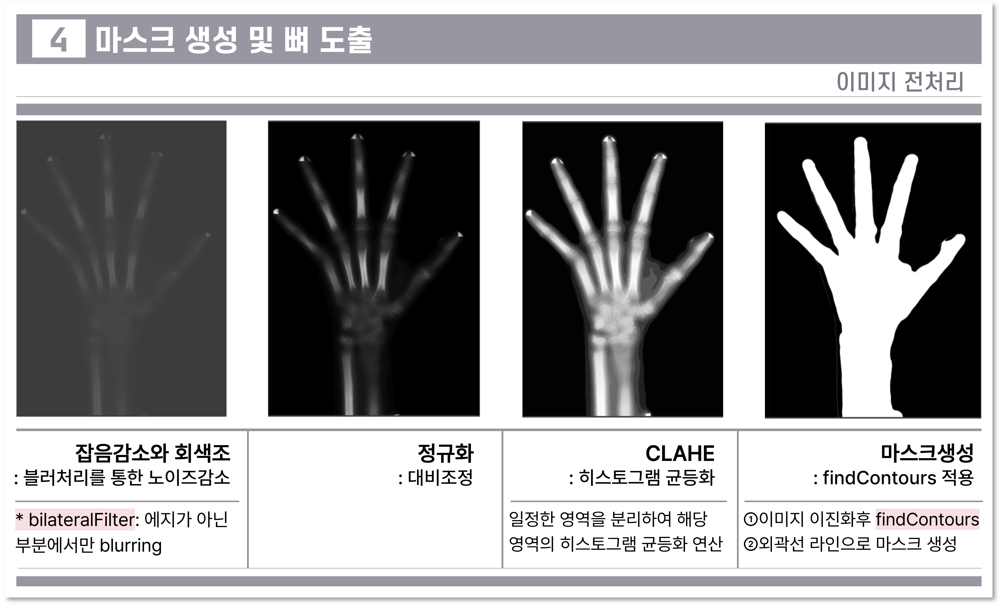 4 마스크 생성 및 뼈 도출
이미지 전처리
잡음감소와 회색조
: 블러처리를 통한 노이즈감소
* bilateralFilter: 에지가 아닌
부분에서만 blurring
정규화
: 대비조정
CLAHE
: 히스토그램 균등화
일정한 영역을 분리하여 해당
영역의 히스토그램 균등화 연산
마스크생성
: findContours 적용
①이미지 이진화후 findContours
②외곽선 라인으로 마스크 생성